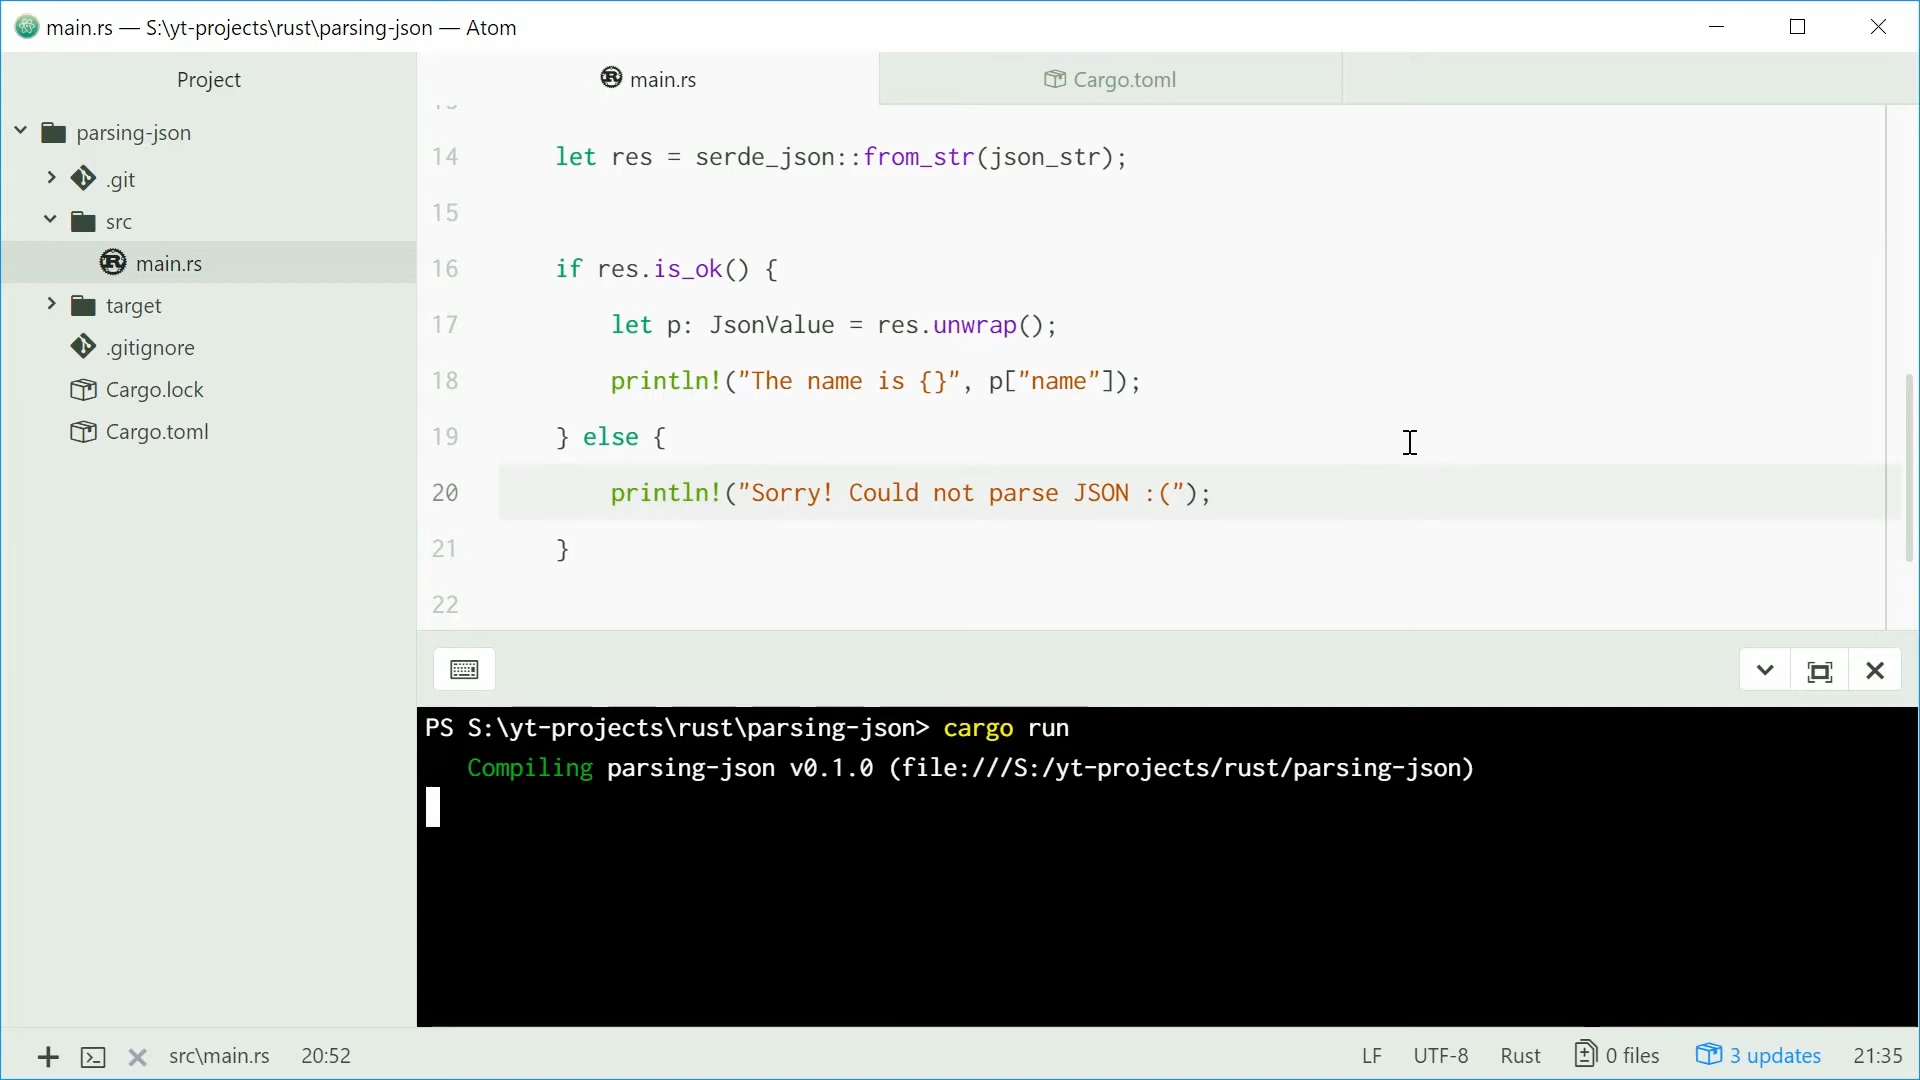 main.rs — S:\yt-projects\rust\parsing-json — Atom
Project
main.rs
Cargo.toml
parsing-json
.git
src
main.rs
target
.gitignore
Cargo.lock
Cargo.toml
14 let res = serde_json::from_str(json_str);
15
16 if res.is_ok() {
17 let p: JsonValue = res.unwrap();
18 println!("The name is {}", p["name"]);
19 } else {
20 println!("Sorry! Could not parse JSON :(");
21 }
22
PS S:\yt-projects\rust\parsing-json> cargo run
Compiling parsing-json v0.1.0 (file:///S:/yt-projects/rust/parsing-json)
src\main.rs 20:52
LF UTF-8 Rust 0 files 3 updates 21:35